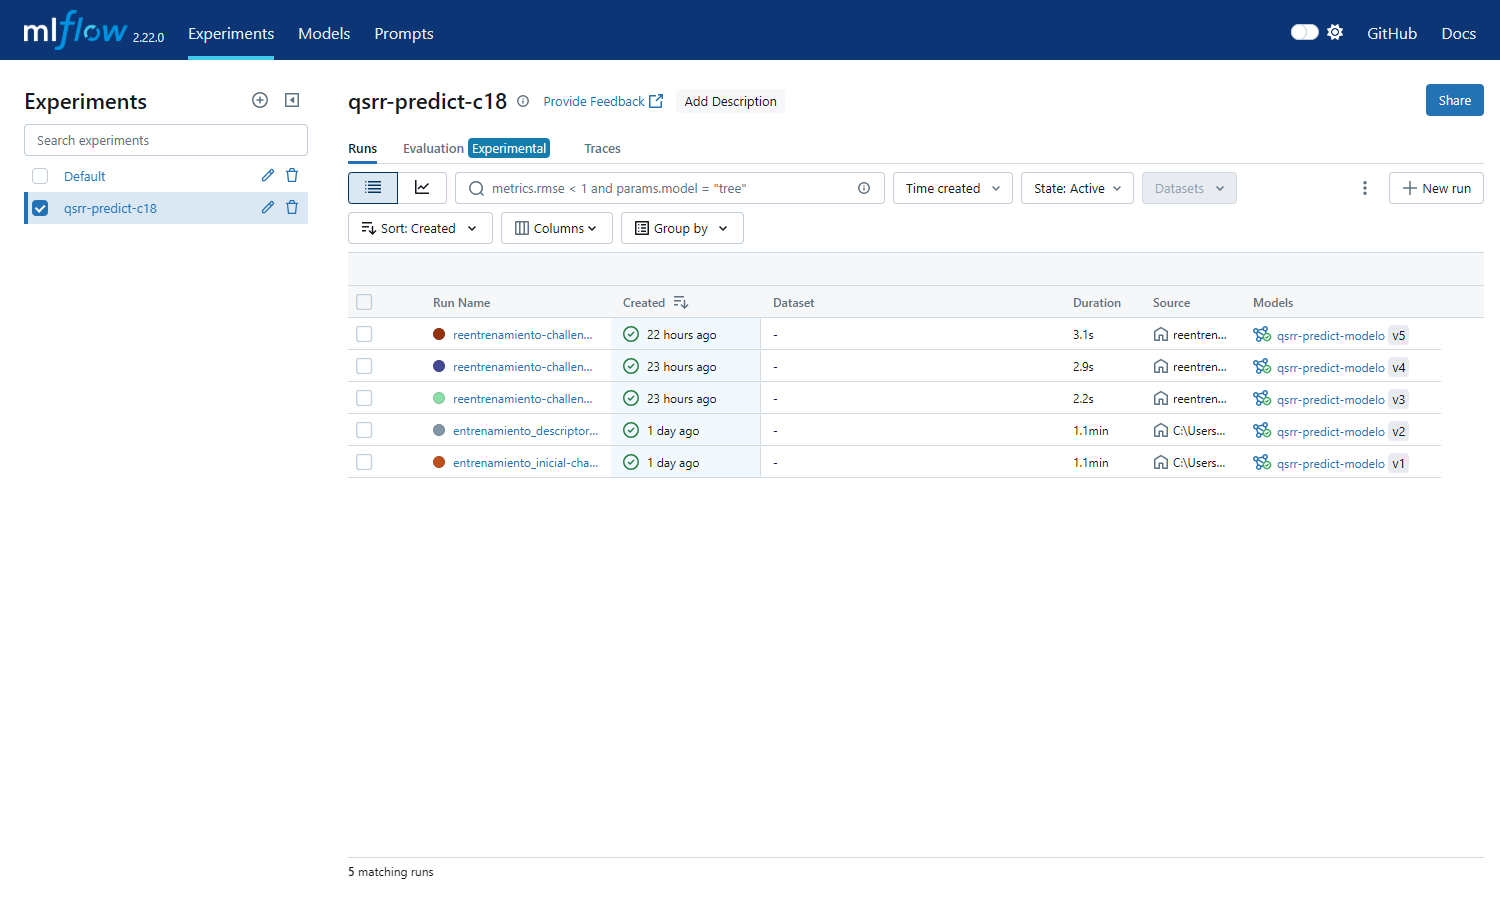 mlflow 2.22.0 Experiments Models Prompts GitHub Docs
Experiments
Search experiments
Default
qsrr-predict-c18
qsrr-predict-c18 Provide Feedback Add Description Share
Runs Evaluation Experimental Traces
metrics.rmse < 1 and params.model = "tree" Time created State: Active Datasets New run
Sort: Created Columns Group by
Run Name Created Dataset Duration Source Models
reentrenamiento-challen... 22 hours ago - 3.1s reentren... qsrr-predict-modelo v5
reentrenamiento-challen... 23 hours ago - 2.9s reentren... qsrr-predict-modelo v4
reentrenamiento-challen... 23 hours ago - 2.2s reentren... qsrr-predict-modelo v3
entrenamiento_descriptor... 1 day ago - 1.1min C:\Users... qsrr-predict-modelo v2
entrenamiento_inicial-cha... 1 day ago - 1.1min C:\Users... qsrr-predict-modelo v1
5 matching runs